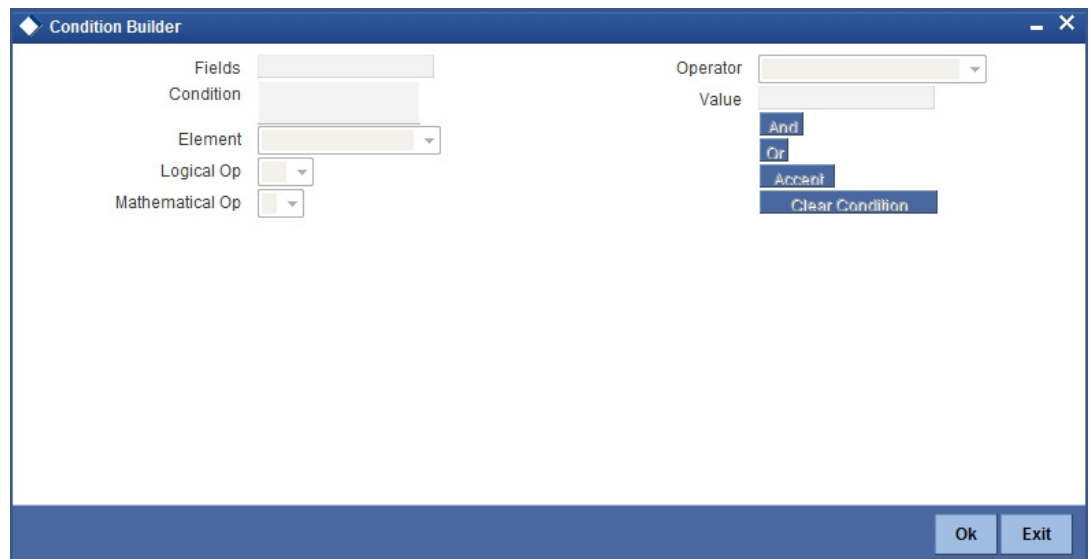 Condition Builder
Fields
Condition
Element
Logical Op
Mathematical Op
Operator
Value
And
Or
Accept
Clear Condition
Ok
Exit